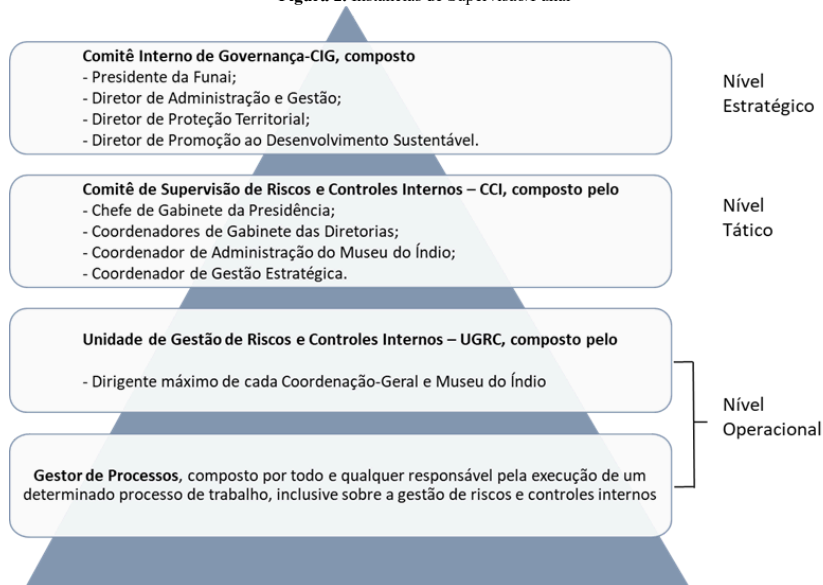 Comitê Interno de Governança-CIG, composto
- Presidente da Funai;
- Diretor de Administração e Gestão;
- Diretor de Proteção Territorial;
- Diretor de Promoção ao Desenvolvimento Sustentável.
Nível
Estratégico
Comitê de Supervisão de Riscos e Controles Internos – CCI, composto pelo
- Chefe de Gabinete da Presidência;
- Coordenadores de Gabinete das Diretorias;
- Coordenador de Administração do Museu do Índio;
- Coordenador de Gestão Estratégica.
Nível
Tático
Unidade de Gestão de Riscos e Controles Internos – UGRC, composto pelo
- Dirigente máximo de cada Coordenação-Geral e Museu do Índio
Gestor de Processos, composto por todo e qualquer responsável pela execução de um
determinado processo de trabalho, inclusive sobre a gestão de riscos e controles internos
Nível
Operacional